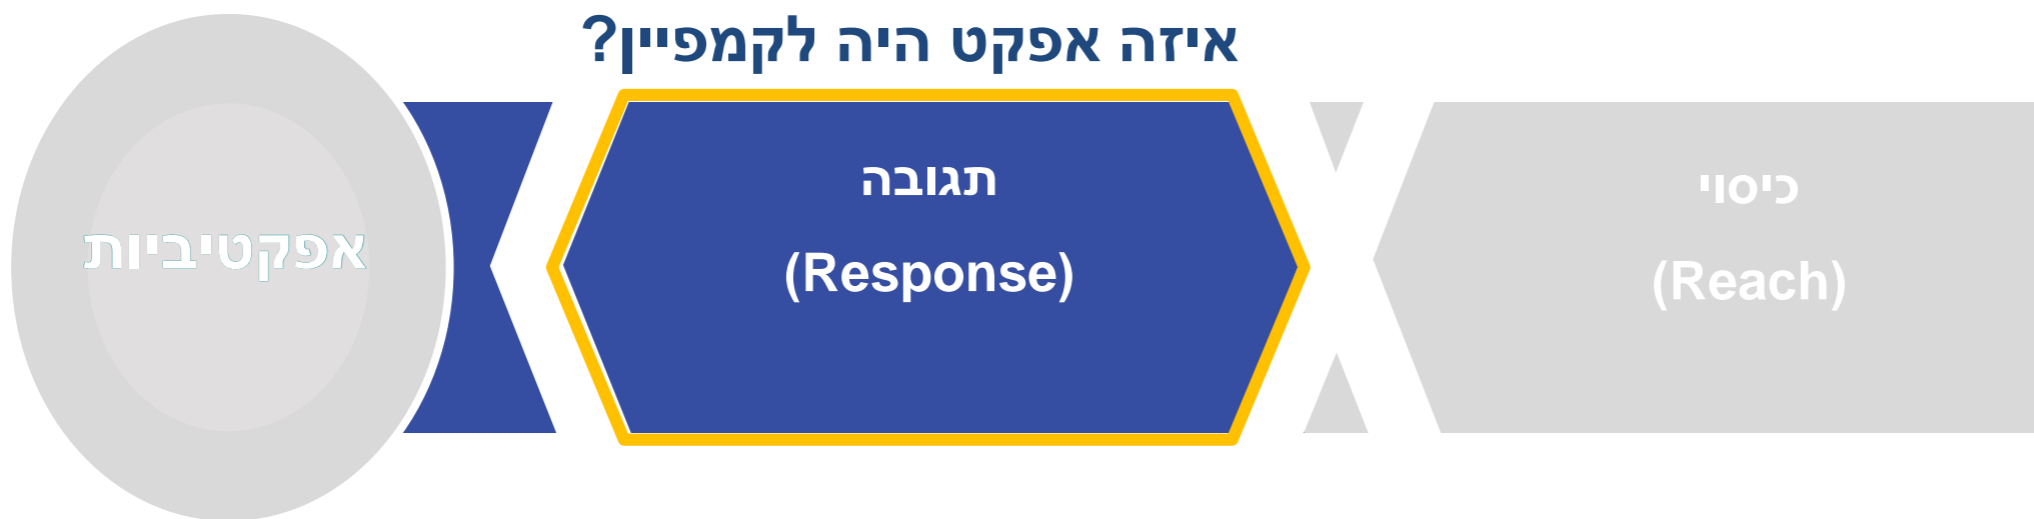 איזה אפקט היה לקמפיין?
כיסוי
(Reach)
תגובה
(Response)
אפקטיביות